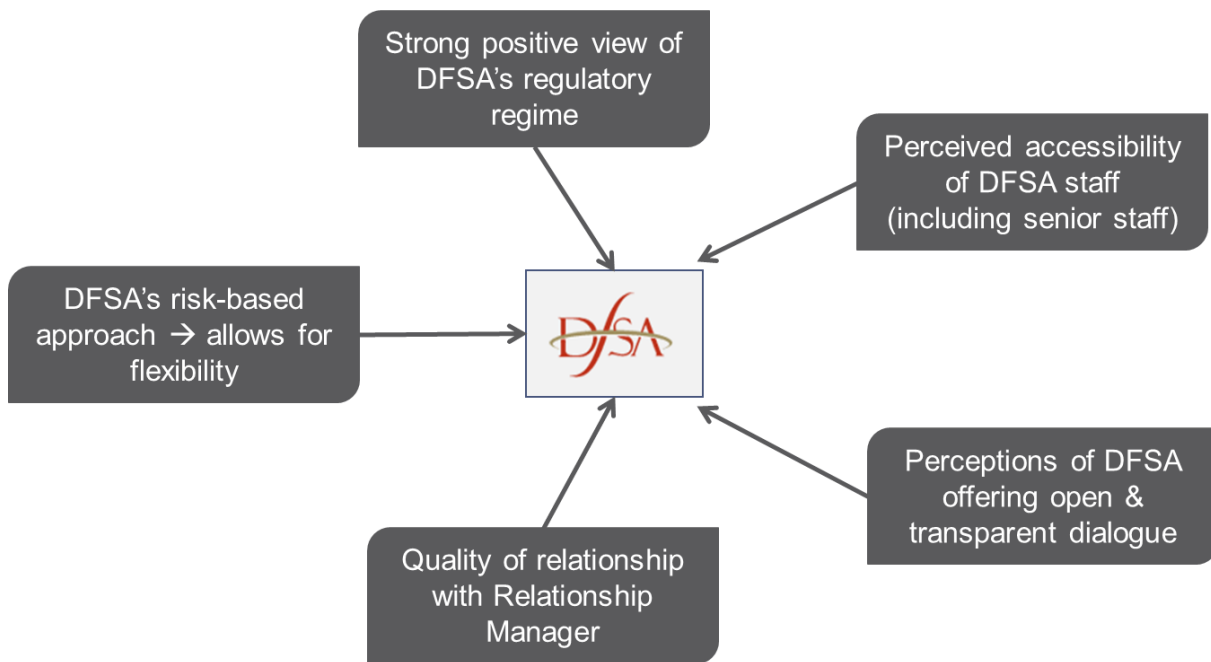 Strong positive view of
DFSA’s regulatory
regime
Perceived accessibility
of DFSA staff
(including senior staff)
DFSA’s risk-based
approach → allows for
flexibility
DFSA
Perceptions of DFSA
offering open &
transparent dialogue
Quality of relationship
with Relationship
Manager